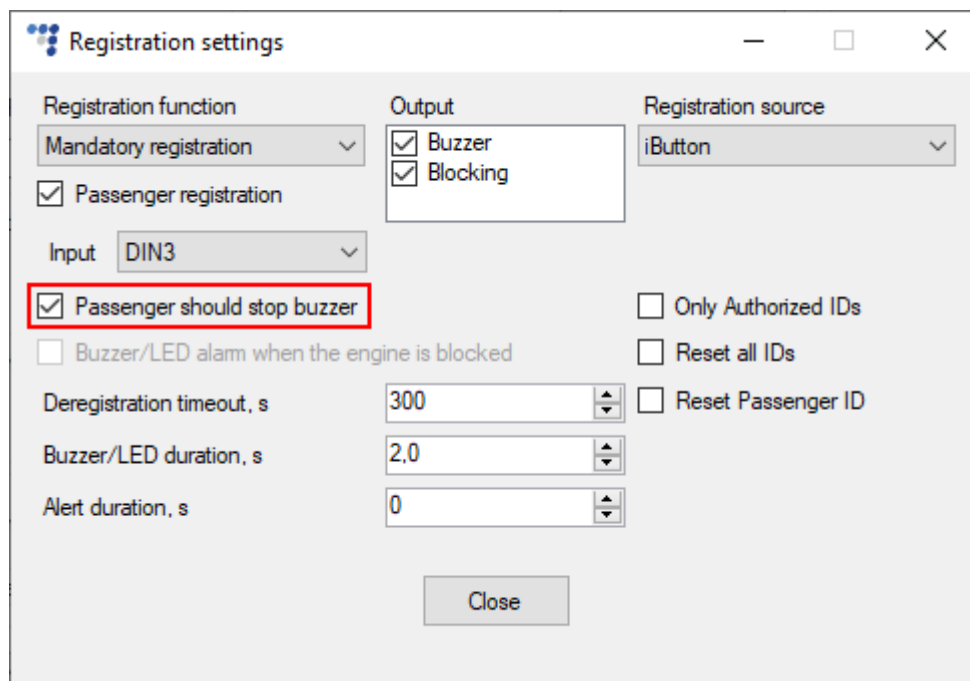 Registration settings
Registration function
Output
Registration source
Mandatory registration
Buzzer
Blocking
iButton
Passenger registration
Input
DIN3
Passenger should stop buzzer
Only Authorized IDs
Buzzer/LED alarm when the engine is blocked
Reset all IDs
Deregistration timeout, s
300
Reset Passenger ID
Buzzer/LED duration, s
2,0
Alert duration, s
0
Close